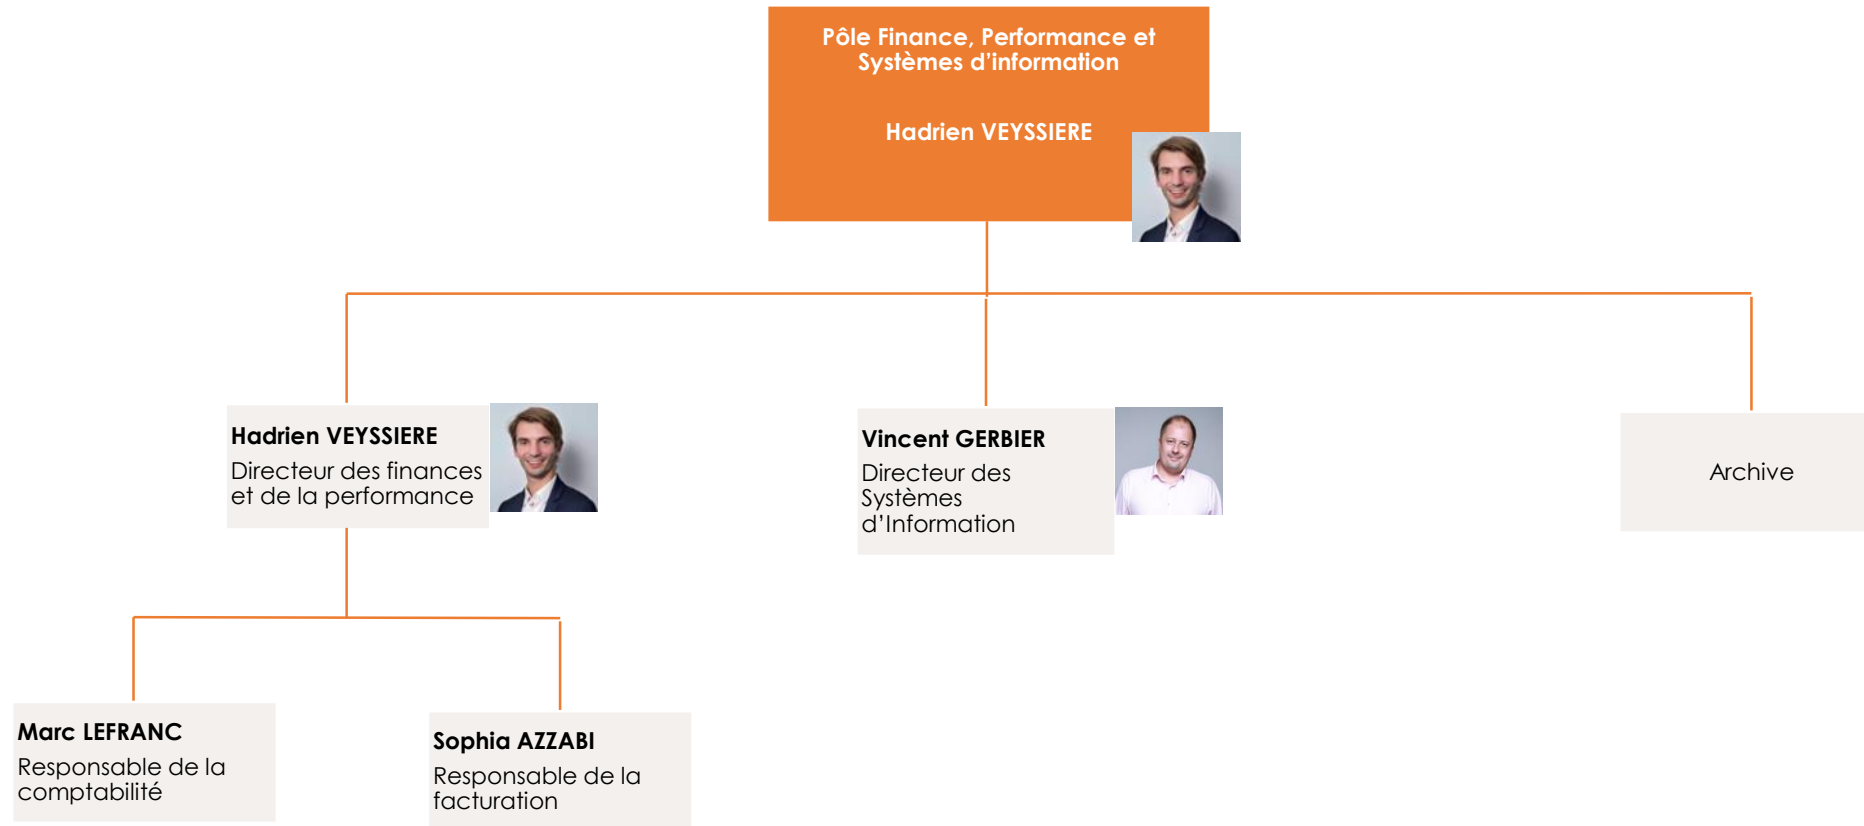 Pôle Finance, Performance et
Systèmes d’information
Hadrien VEYSSIERE
Hadrien VEYSSIERE
Directeur des finances
et de la performance
Vincent GERBIER
Directeur des
Systèmes
d’Information
Archive
Marc LEFRANC
Responsable de la
comptabilité
Sophia AZZABI
Responsable de la
facturation